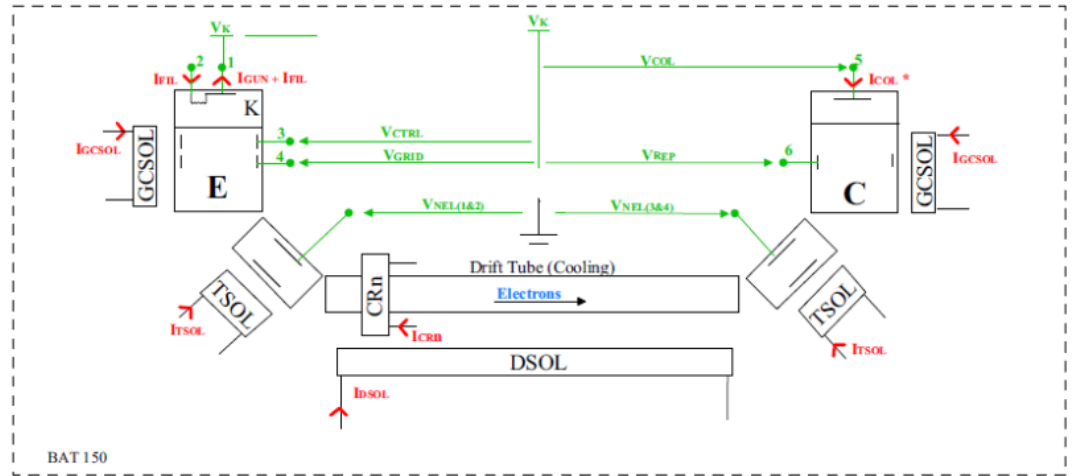 VK
VK
2
1
IFIL
IGUN + IFIL
VCOL
5
ICOL *
K
3
VCTRL
IGCSOL
GCSOL
4
VGRID
VREP
6
GCSOL
IGCSOL
E
C
VNEL(1&2)
VNEL(3&4)
Drift Tube (Cooling)
Electrons
CRn
TSOL
TSOL
ITSOL
ICRn
ITSOL
DSOL
IDSOL
BAT 150